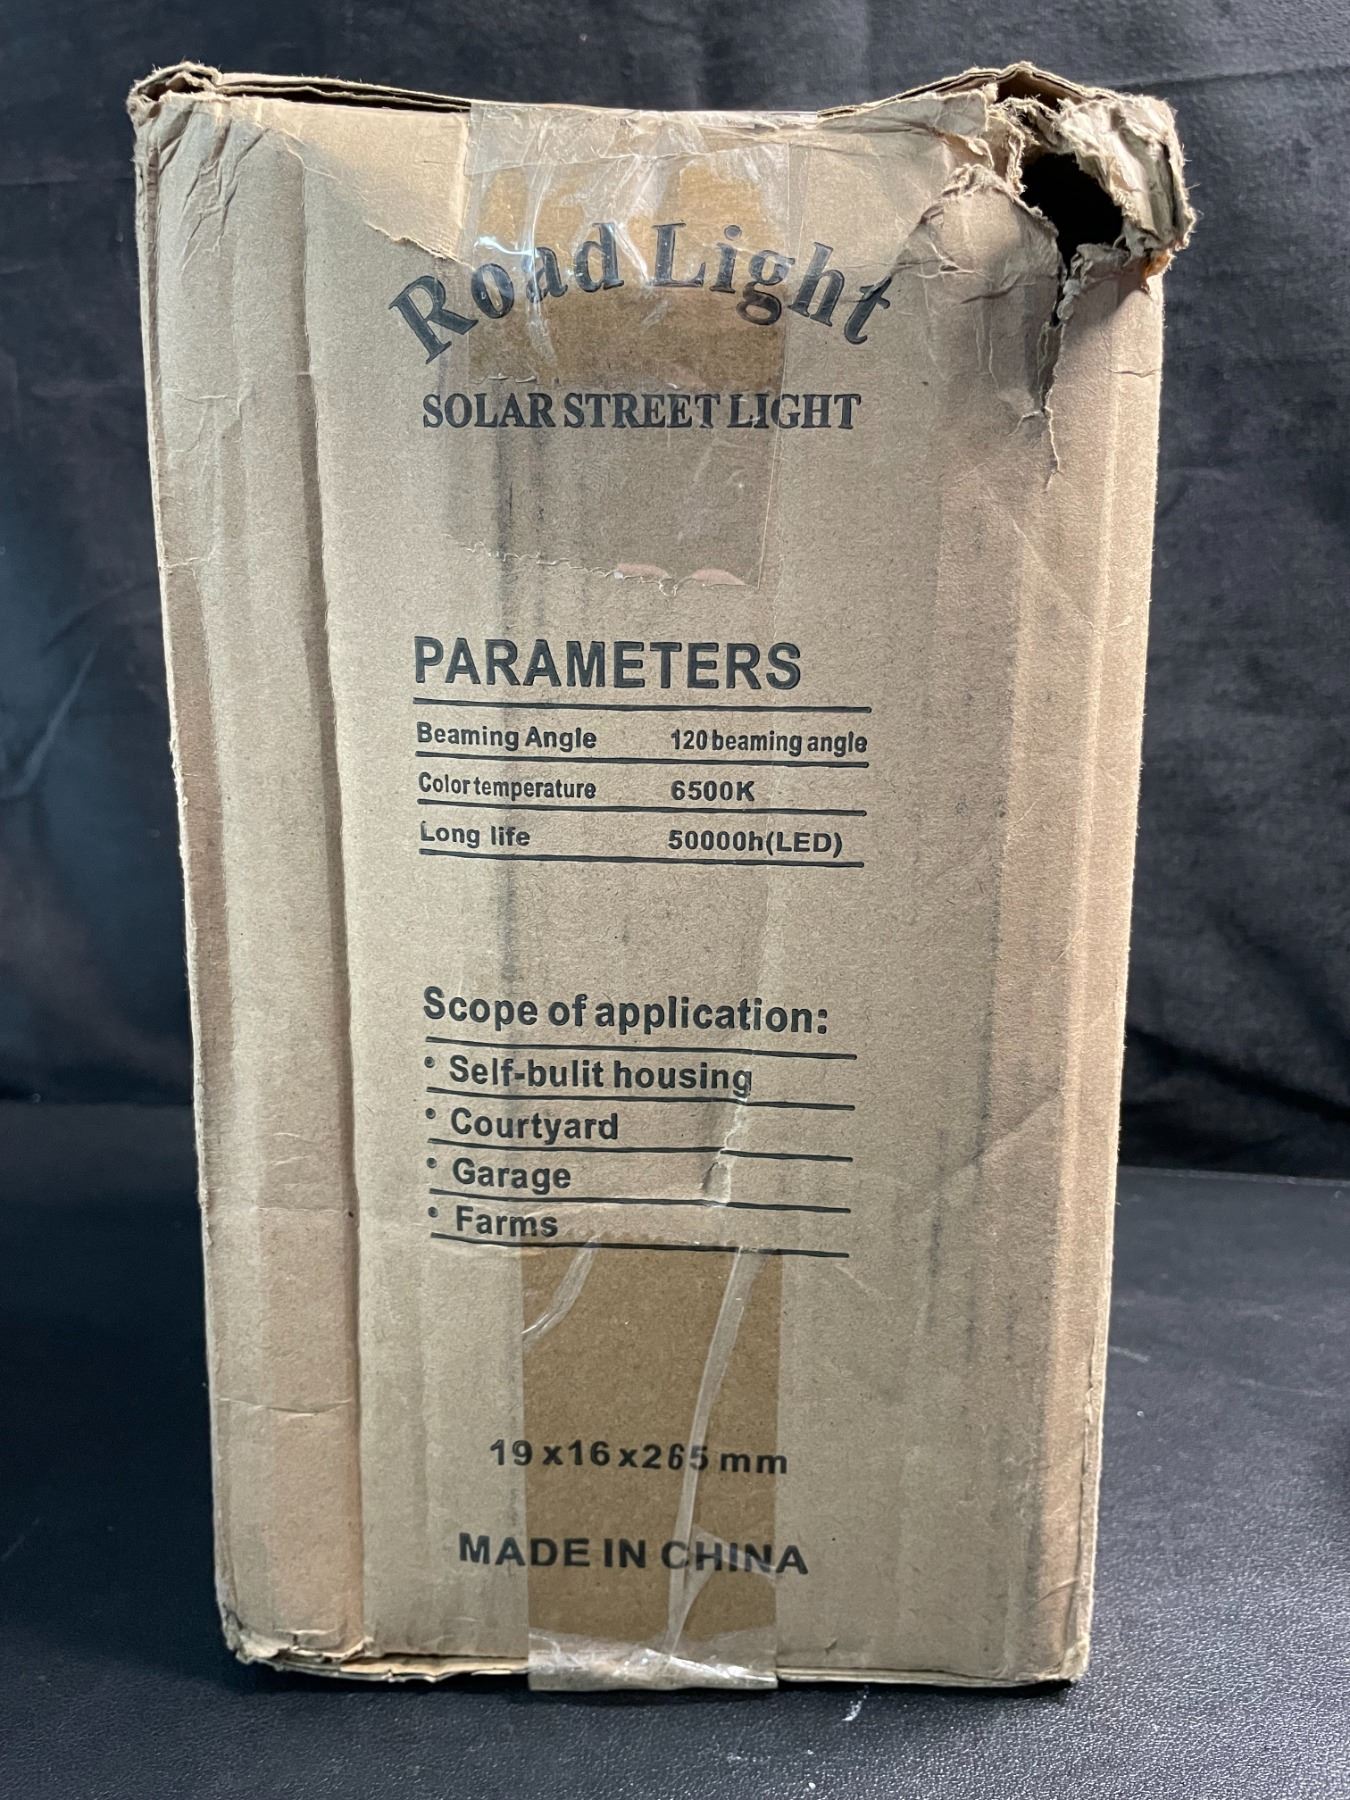 Road Light
SOLAR STREET LIGHT
PARAMETERS
Beaming Angle 120 beaming angle
Color temperature 6500K
Long life 50000h(LED)
Scope of application:
• Self-bulit housing
• Courtyard
• Garage
• Farms
19x16x265mm
MADE IN CHINA